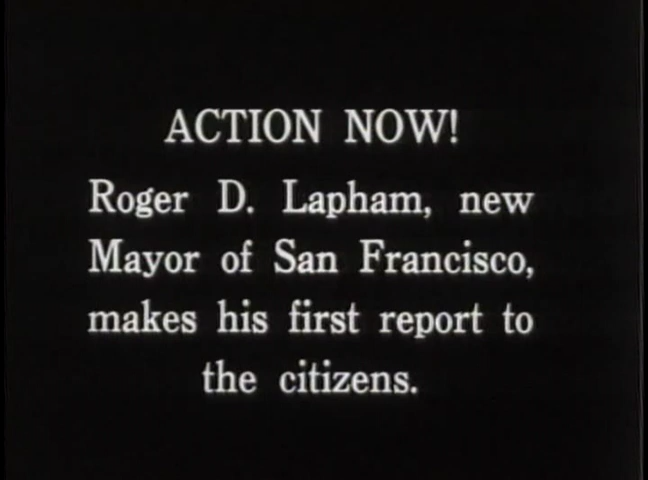 ACTION NOW!
Roger D. Lapham, new
Mayor of San Francisco,
makes his first report to
the citizens.